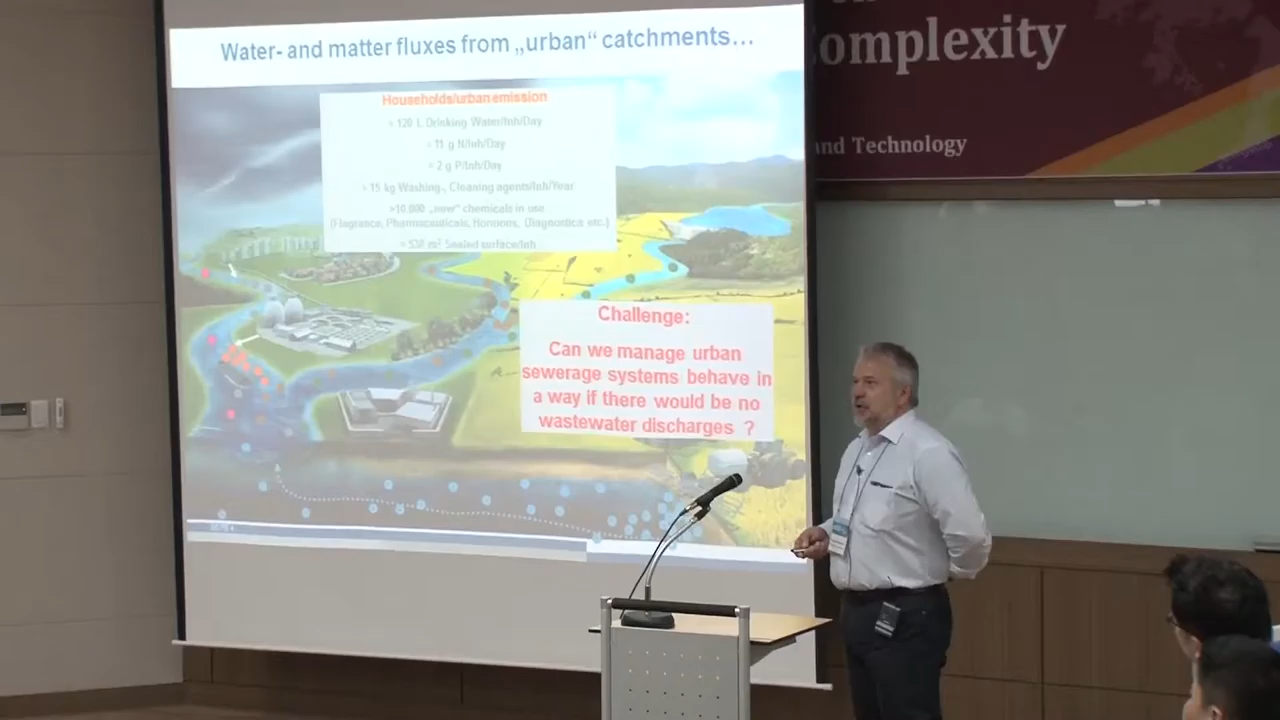 Water- and matter fluxes from „urban“ catchments...
Households/urban emission
≈ 120 L Drinking Water/Inh/Day
≈ 11 g N/Inh/Day
≈ 2 g P/Inh/Day
≈ 15 kg Washing-, Cleaning agents/Inh/Year
>10.000 „new“ chemicals in use
(Fragrance, Pharmaceuticals, Hormons, Diagnostics etc.)
m² Sealed surface/Inh
Challenge:
Can we manage urban
sewerage systems behave in
a way if there would be no
wastewater discharges ?
omplexity
nd Technology